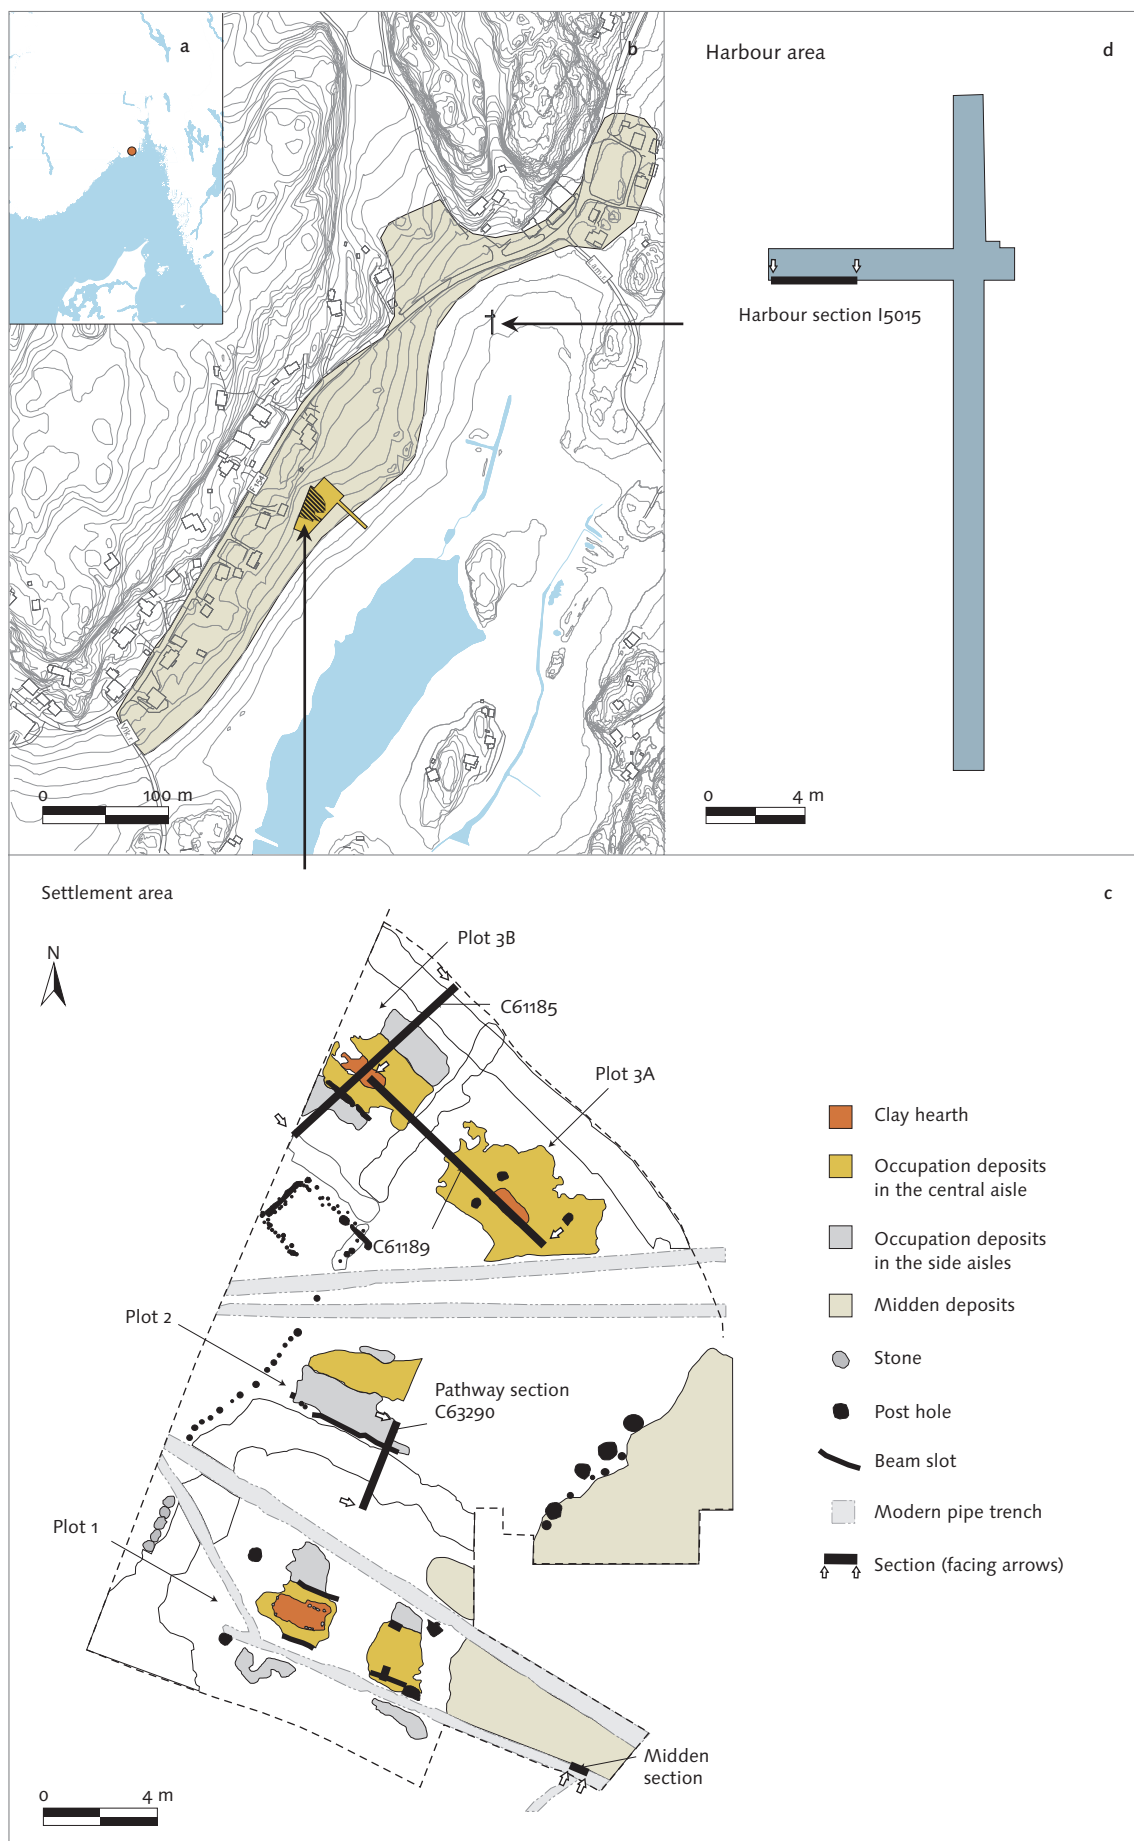 a
b
Harbour area
d
Harbour section I5015
F 154
0
100 m
0
4 m
Settlement area
c
N
Plot 3B
C61185
Plot 3A
C61189
Plot 2
Pathway section
C63290
Plot 1
Midden
section
0
4 m
Clay hearth
Occupation deposits
in the central aisle
Occupation deposits
in the side aisles
Midden deposits
Stone
Post hole
Beam slot
Modern pipe trench
Section (facing arrows)